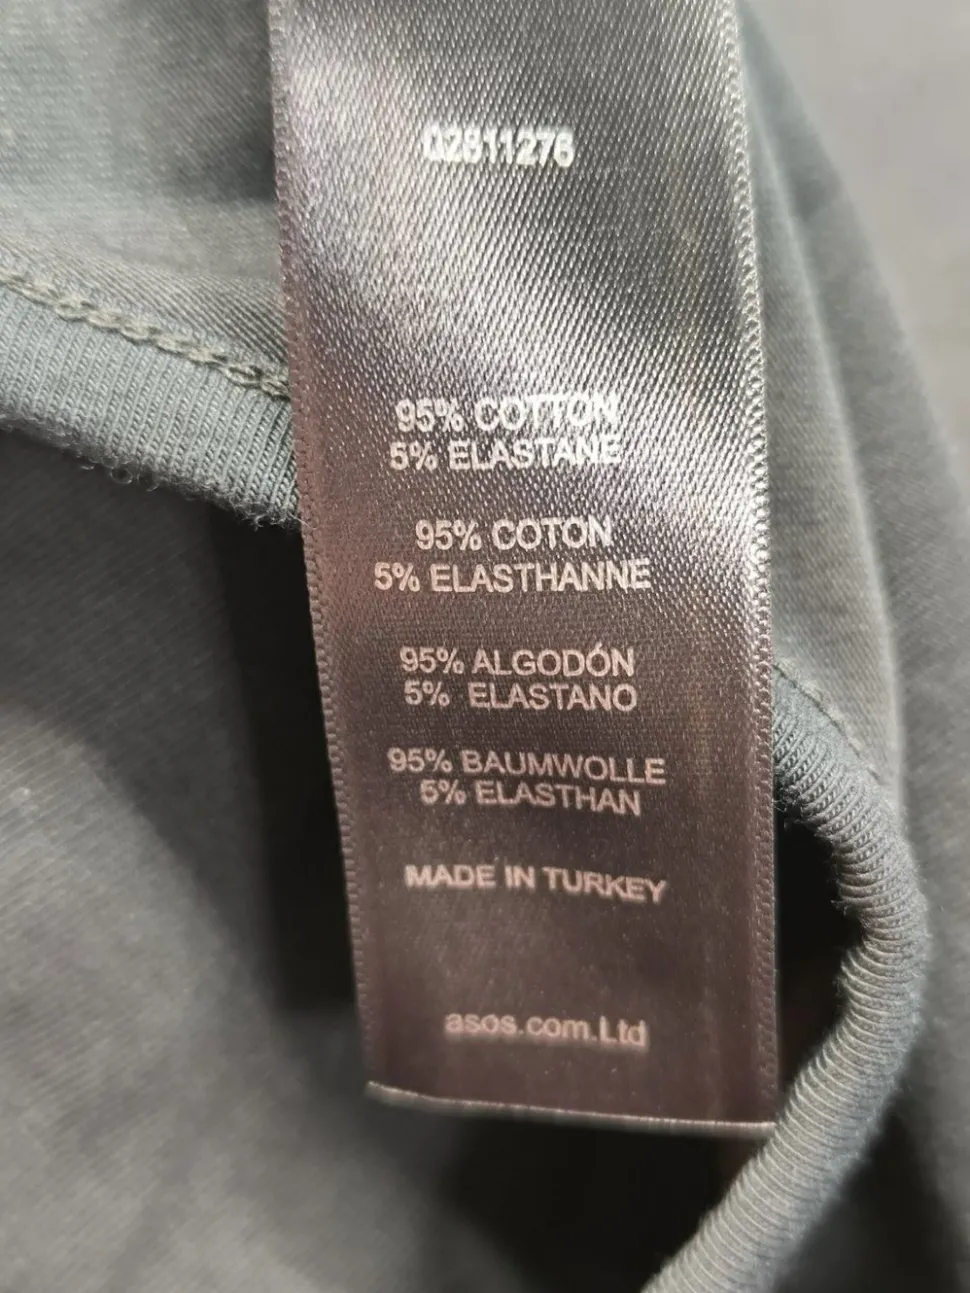 02811276
95% COTTON
5% ELASTANE
95% COTON
5% ELASTHANNE
95% ALGODÓN
5% ELASTANO
95% BAUMWOLLE
5% ELASTHAN
MADE IN TURKEY
asos.com.Ltd